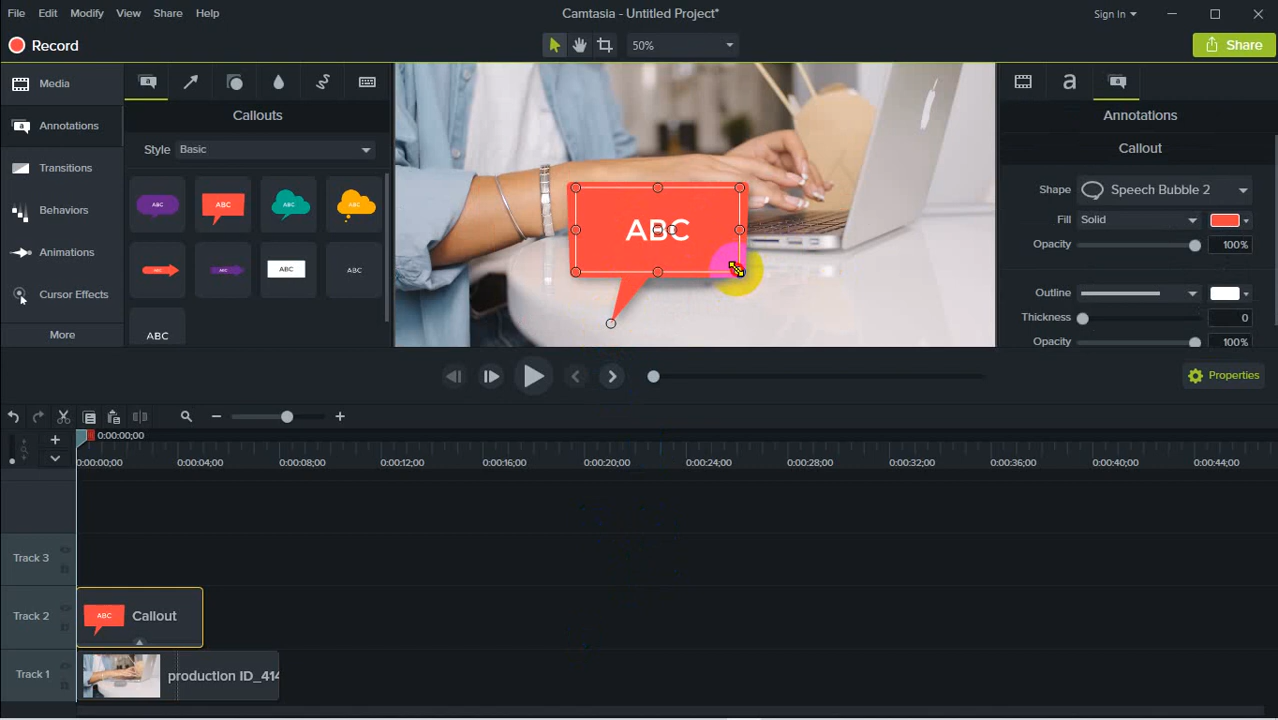 File Edit Modify View Share Help Camtasia - Untitled Project* Sign In
Record 50% Share
Media
Annotations
Transitions
Behaviors
Animations
Cursor Effects
More
Callouts
Style Basic
ABC ABC ABC ABC
ABC ABC ABC ABC
ABC
ABC
Annotations
Callout
Shape Speech Bubble 2
Fill Solid
Opacity 100%
Outline
Thickness 0
Opacity 100%
Properties
0:00:00;00
0:00:00;00 0:00:04;00 0:00:08;00 0:00:12;00 0:00:16;00 0:00:20;00 0:00:24;00 0:00:28;00 0:00:32;00 0:00:36;00 0:00:40;00 0:00:44;00
Track 3
Track 2 ABC Callout
Track 1 production ID_414